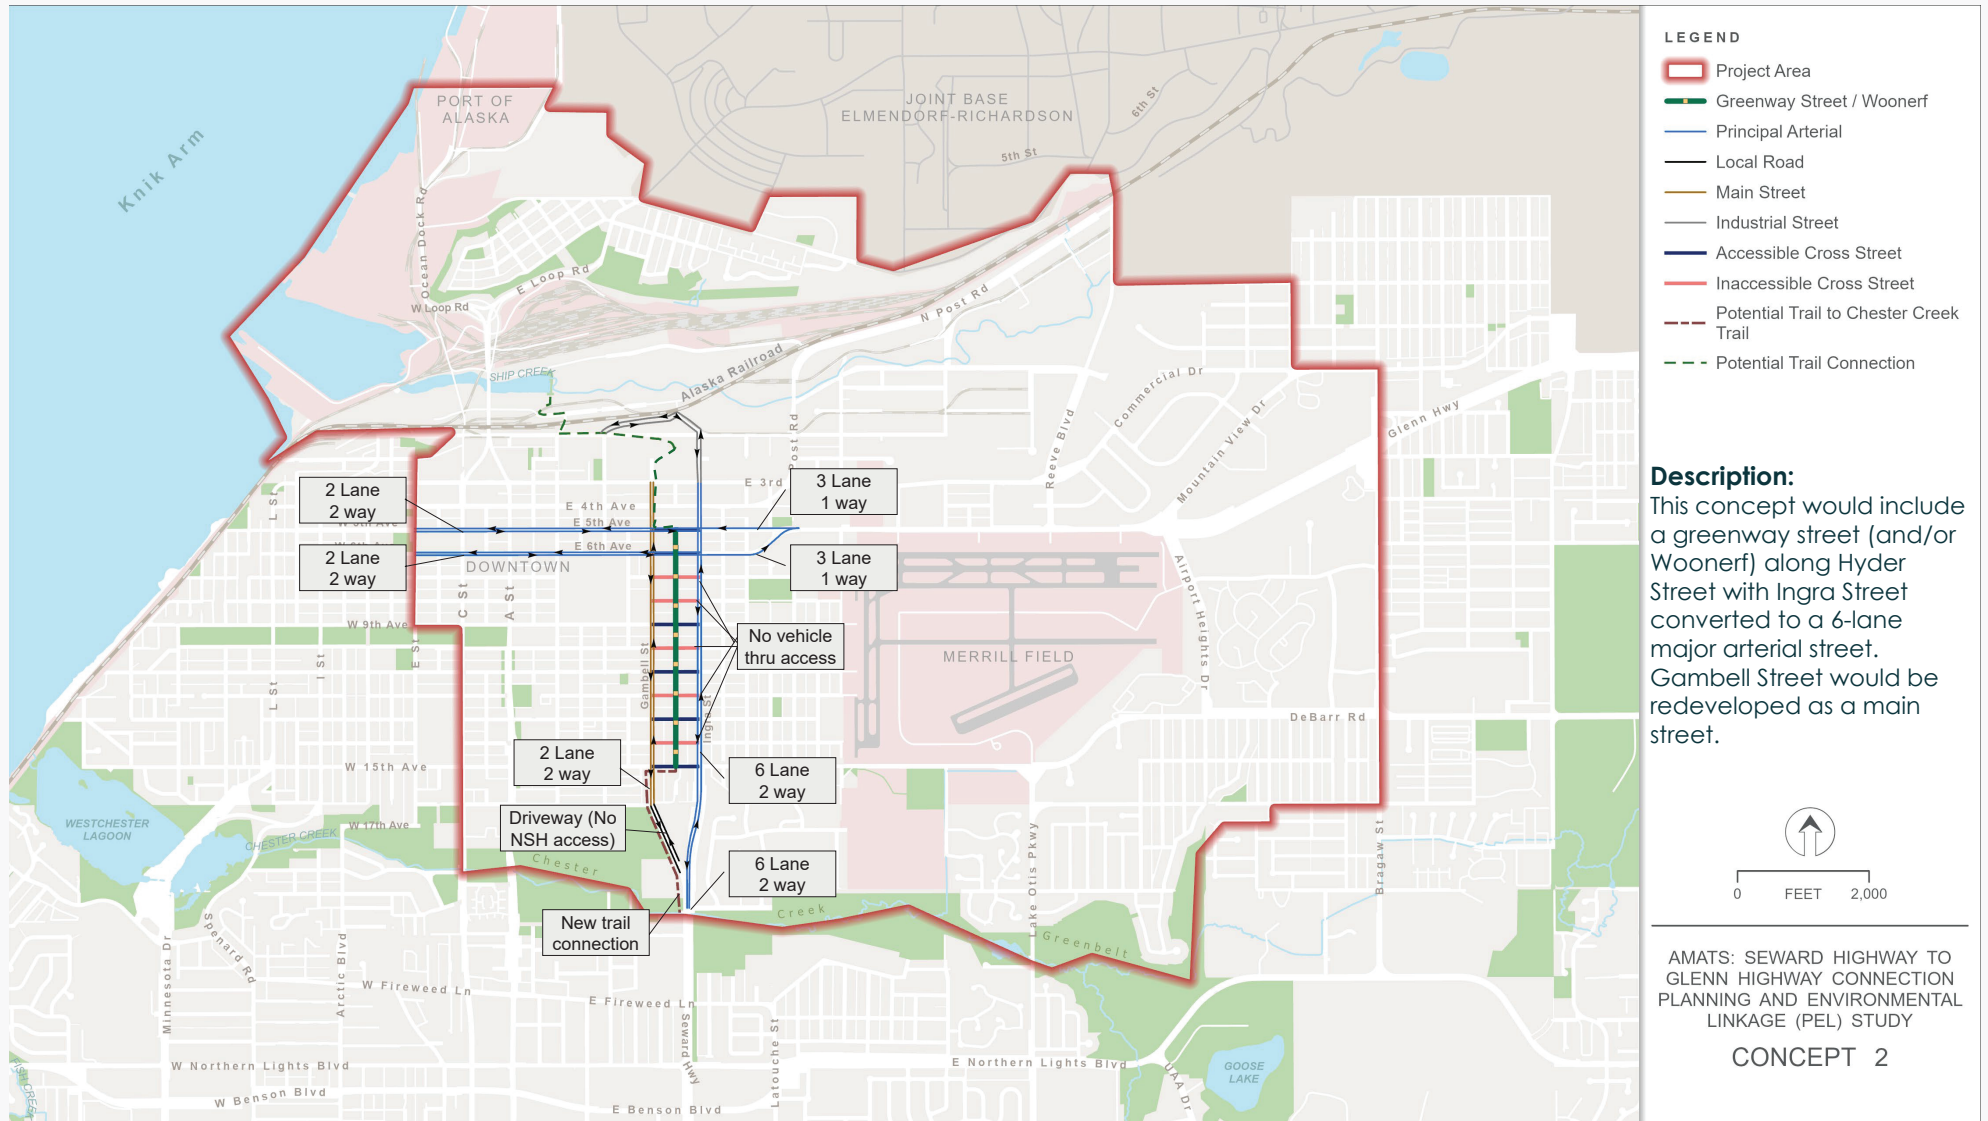 LEGEND
Project Area
Greenway Street / Woonerf
Principal Arterial
Local Road
Main Street
Industrial Street
Accessible Cross Street
Inaccessible Cross Street
Potential Trail to Chester Creek
Trail
Potential Trail Connection
Description:
This concept would include
a greenway street (and/or
Woonerf) along Hyder
Street with Ingra Street
converted to a 6-lane
major arterial street.
Gambell Street would be
redeveloped as a main
street.
0 FEET 2,000
AMATS: SEWARD HIGHWAY TO
GLENN HIGHWAY CONNECTION
PLANNING AND ENVIRONMENTAL
LINKAGE (PEL) STUDY
CONCEPT 2
Knik Arm
PORT OF
ALASKA
JOINT BASE
ELMENDORF-RICHARDSON
6th St
5th St
Ocean Dock Rd
E Loop Rd
W Loop Rd
N Post Rd
SHIP CREEK
Alaska Railroad
Post Rd
Commercial Dr
Mountain View Dr
Reeve Blvd
Glenn Hwy
E 3rd
2 Lane
2 way
3 Lane
1 way
L St
E 4th Ave
E 5th Ave
E 6th Ave
2 Lane
2 way
DOWNTOWN
3 Lane
1 way
C St
A St
W 9th Ave
E St
I St
L St
Gambell St
Ingra St
No vehicle
thru access
MERRILL FIELD
Airport Heights Dr
DeBarr Rd
2 Lane
2 way
W 15th Ave
6 Lane
2 way
Driveway (No
NSH access)
WESTCHESTER
LAGOON
CHESTER CREEK
W 17th Ave
Chester
6 Lane
2 way
Creek
Greenbelt
Lake Otis Pkwy
Bragaw St
New trail
connection
Minnesota Dr
Spenard Rd
Arctic Blvd
W Fireweed Ln
E Fireweed Ln
Seward Hwy
Latouche St
W Northern Lights Blvd
E Northern Lights Blvd
W Benson Blvd
E Benson Blvd
UAA Dr
GOOSE
LAKE
FISH CREEK